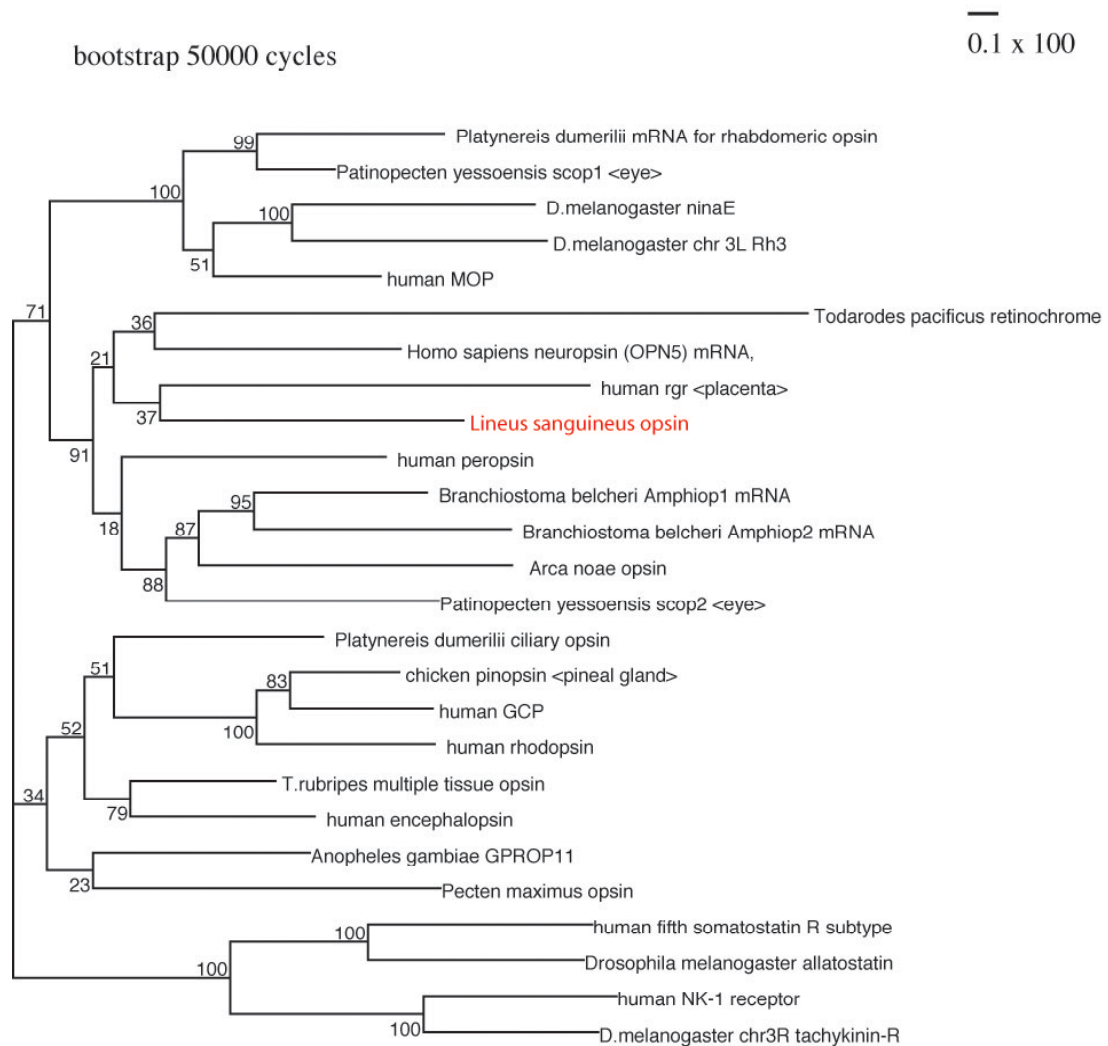 bootstrap 50000 cycles
0.1 x 100
99
Platynereis dumerilii mRNA for rhabdomeric opsin
Patinopecten yessoensis scop1 <eye>
100
100
D.melanogaster ninaE
D.melanogaster chr 3L Rh3
51
human MOP
71
36
Todarodes pacificus retinochrome
Homo sapiens neuropsin (OPN5) mRNA,
21
human rgr <placenta>
37
Lineus sanguineus opsin
91
human peropsin
95
Branchiostoma belcheri Amphiop1 mRNA
18
87
Branchiostoma belcheri Amphiop2 mRNA
Arca noae opsin
88
Patinopecten yessoensis scop2 <eye>
51
Platynereis dumerilii ciliary opsin
83
chicken pinopsin <pineal gland>
human GCP
52
100
human rhodopsin
34
T.rubripes multiple tissue opsin
79
human encephalopsin
Anopheles gambiae GPROP11
23
Pecten maximus opsin
100
human fifth somatostatin R subtype
100
Drosophila melanogaster allatostatin
human NK-1 receptor
100
D.melanogaster chr3R tachykinin-R